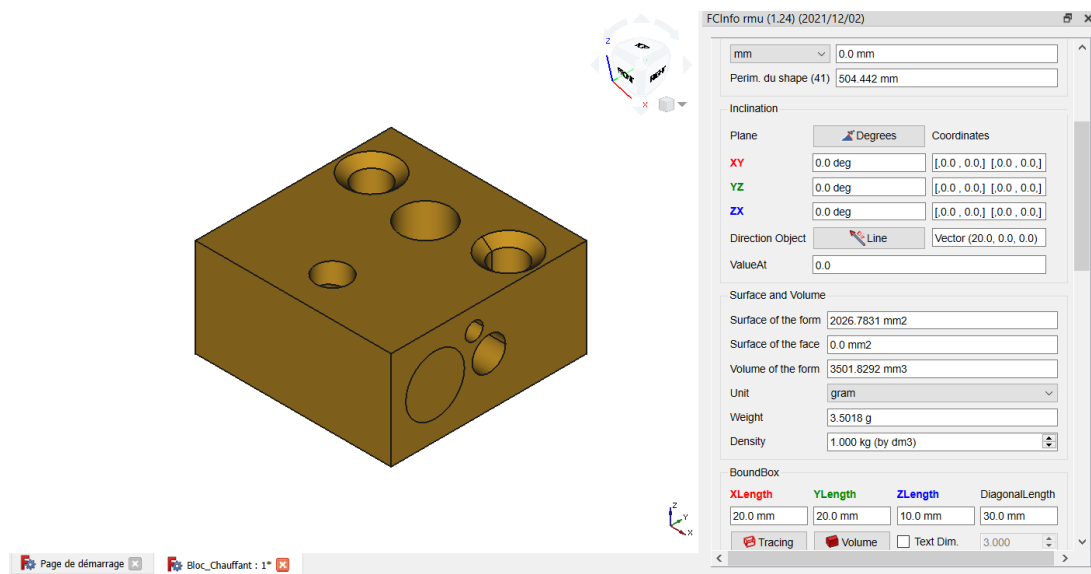 FCInfo rmu (1.24) (2021/12/02)
mm 0.0 mm
Perim. du shape (41) 504.442 mm
Inclination
Plane Degrees Coordinates
XY 0.0 deg [,0.0 , 0.0,] [,0.0 , 0.0,]
YZ 0.0 deg [,0.0 , 0.0,] [,0.0 , 0.0,]
ZX 0.0 deg [,0.0 , 0.0,] [,0.0 , 0.0,]
Direction Object Line Vector (20.0, 0.0, 0.0)
ValueAt 0.0
Surface and Volume
Surface of the form 2026.7831 mm2
Surface of the face 0.0 mm2
Volume of the form 3501.8292 mm3
Unit gram
Weight 3.5018 g
Density 1.000 kg (by dm3)
BoundBox
XLength YLength ZLength DiagonalLength
20.0 mm 20.0 mm 10.0 mm 30.0 mm
Tracing Volume Text Dim. 3.000
Z
TOP
FRONT RIGHT
X
Z
Y
X
Page de démarrage Bloc_Chauffant : 1*